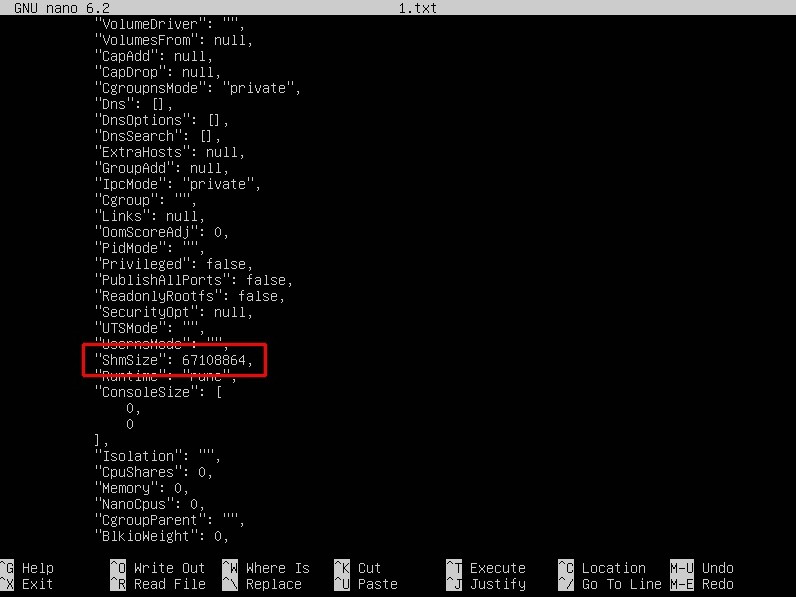 GNU nano 6.2 1.txt
"VolumeDriver": "",
"VolumesFrom": null,
"CapAdd": null,
"CapDrop": null,
"CgroupnsMode": "private",
"Dns": [],
"DnsOptions": [],
"DnsSearch": [],
"ExtraHosts": null,
"GroupAdd": null,
"IpcMode": "private",
"Cgroup": "",
"Links": null,
"OomScoreAdj": 0,
"PidMode": "",
"Privileged": false,
"PublishAllPorts": false,
"ReadonlyRootfs": false,
"SecurityOpt": null,
"UTSMode": "",
"UsernsMode": "",
"ShmSize": 67108864,
"Runtime": "runc",
"ConsoleSize": [
0,
0
],
"Isolation": "",
"CpuShares": 0,
"Memory": 0,
"NanoCpus": 0,
"CgroupParent": "",
"BlkioWeight": 0,
^G Help ^O Write Out ^W Where Is ^K Cut ^T Execute ^C Location M-U Undo
^X Exit ^R Read File ^\ Replace ^U Paste ^J Justify ^/ Go To Line M-E Redo